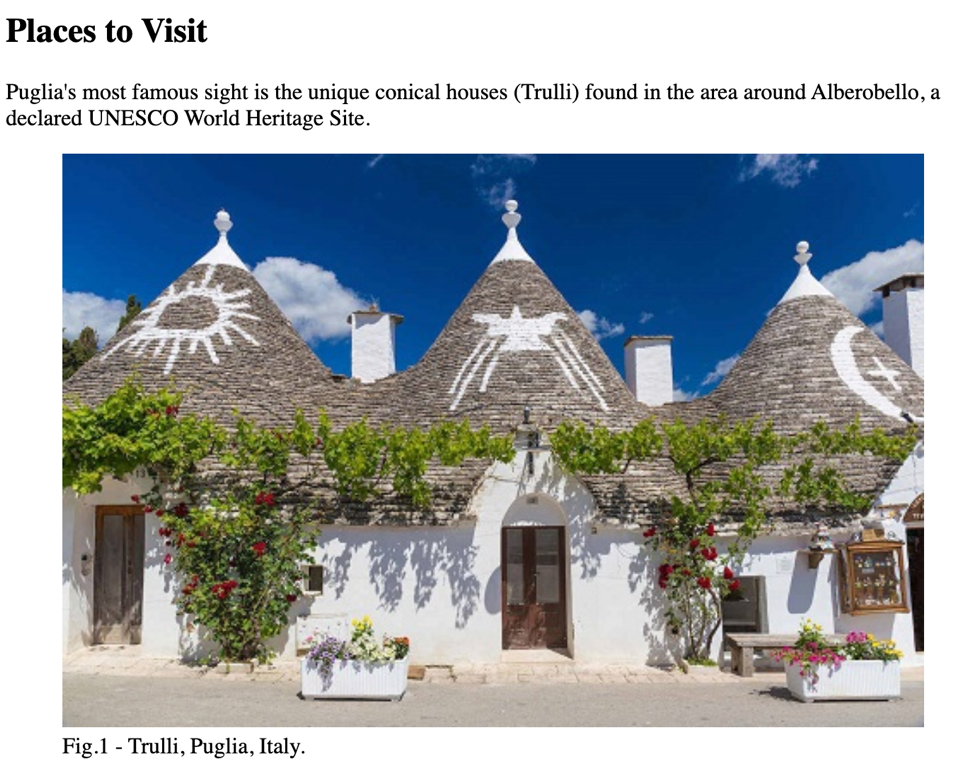 Places to Visit
Puglia's most famous sight is the unique conical houses (Trulli) found in the area around Alberobello, a
declared UNESCO World Heritage Site.
Fig.1 - Trulli, Puglia, Italy.